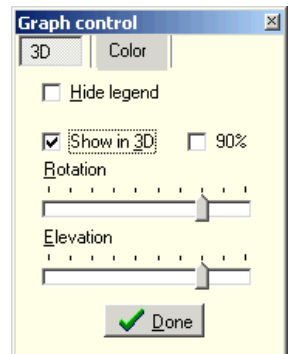 Graph control
3D Color
Hide legend
Show in 3D 90%
Rotation
Elevation
Done